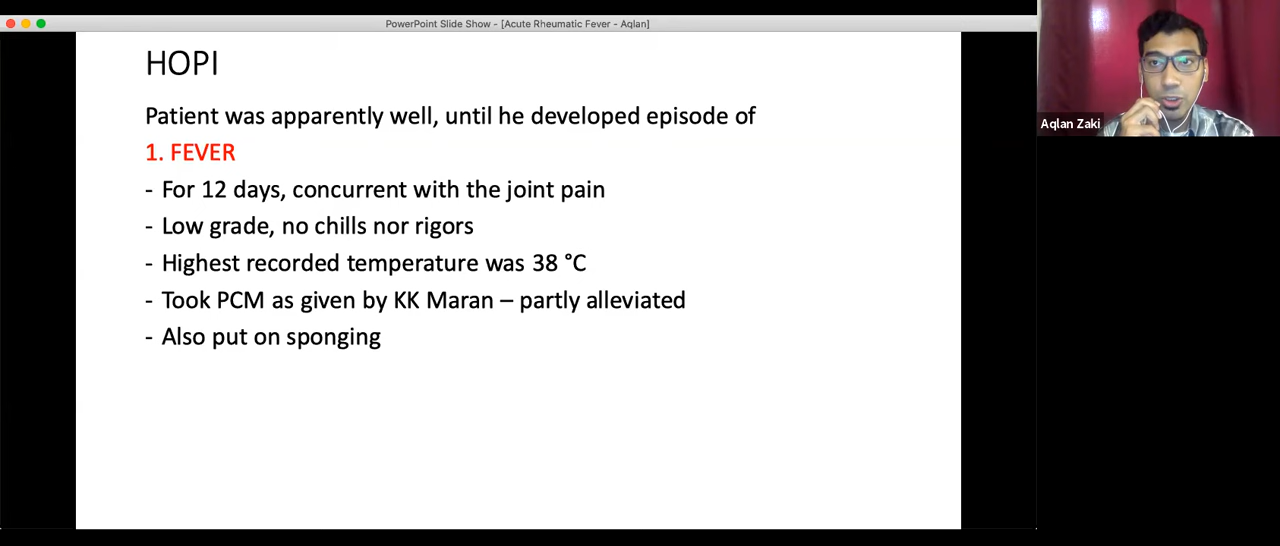 PowerPoint Slide Show - [Acute Rheumatic Fever - Aqlan]
HOPI
Patient was apparently well, until he developed episode of
1. FEVER
- For 12 days, concurrent with the joint pain
- Low grade, no chills nor rigors
- Highest recorded temperature was 38 °C
- Took PCM as given by KK Maran – partly alleviated
- Also put on sponging
Aqlan Zaki